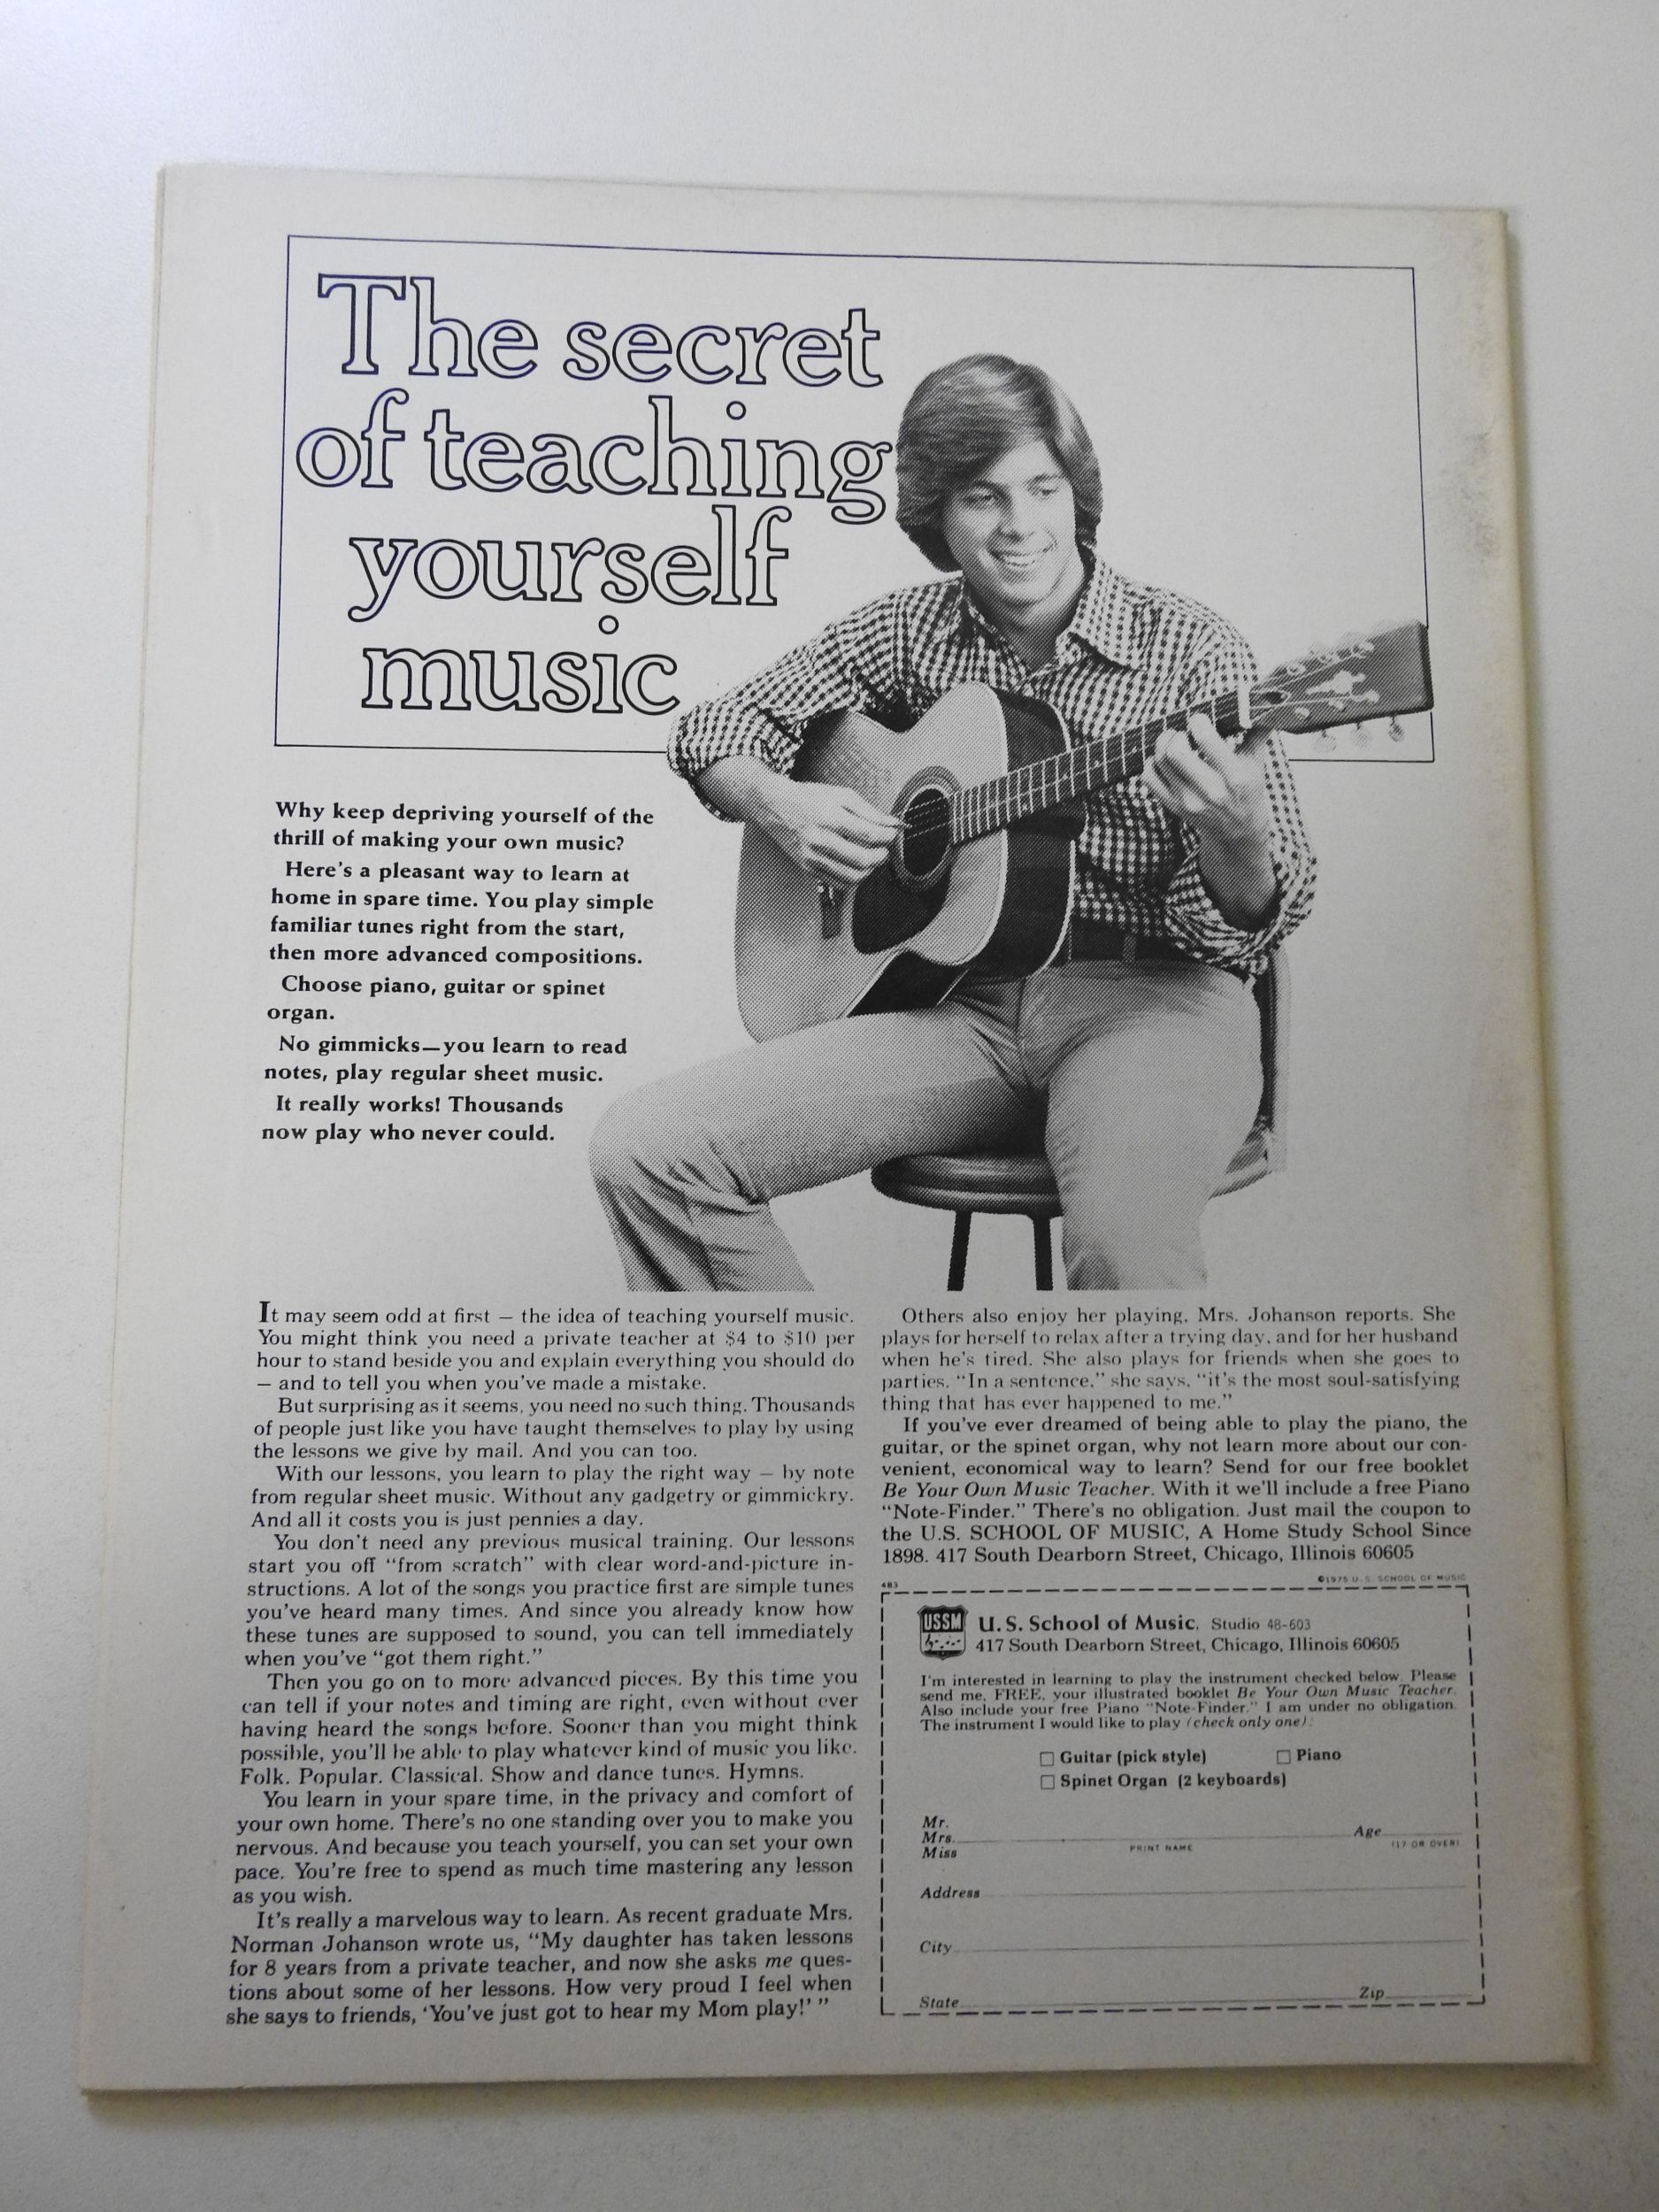 The secret
of teaching
yourself
music
Why keep depriving yourself of the
thrill of making your own music?
Here's a pleasant way to learn at
home in spare time. You play simple
familiar tunes right from the start,
then more advanced compositions.
Choose piano, guitar or spinet
organ.
No gimmicks—you learn to read
notes, play regular sheet music.
It really works! Thousands
now play who never could.
It may seem odd at first — the idea of teaching yourself music.
You might think you need a private teacher at $4 to $10 per
hour to stand beside you and explain everything you should do
— and to tell you when you've made a mistake.
But surprising as it seems, you need no such thing. Thousands
of people just like you have taught themselves to play by using
the lessons we give by mail. And you can too.
With our lessons, you learn to play the right way — by note
from regular sheet music. Without any gadgetry or gimmickry.
And all it costs you is just pennies a day.
You don't need any previous musical training. Our lessons
start you off "from scratch" with clear word-and-picture in-
structions. A lot of the songs you practice first are simple tunes
you've heard many times. And since you already know how
these tunes are supposed to sound, you can tell immediately
when you've "got them right."
Then you go on to more advanced pieces. By this time you
can tell if your notes and timing are right, even without ever
having heard the songs before. Sooner than you might think
possible, you'll be able to play whatever kind of music you like.
Folk. Popular. Classical. Show and dance tunes. Hymns.
You learn in your spare time, in the privacy and comfort of
your own home. There's no one standing over you to make you
nervous. And because you teach yourself, you can set your own
pace. You're free to spend as much time mastering any lesson
as you wish.
It's really a marvelous way to learn. As recent graduate Mrs.
Norman Johanson wrote us, "My daughter has taken lessons
for 8 years from a private teacher, and now she asks me ques-
tions about some of her lessons. How very proud I feel when
she says to friends, 'You've just got to hear my Mom play!' "
Others also enjoy her playing, Mrs. Johanson reports. She
plays for herself to relax after a trying day, and for her husband
when he's tired. She also plays for friends when she goes to
parties. "In a sentence," she says, "it's the most soul-satisfying
thing that has ever happened to me."
If you've ever dreamed of being able to play the piano, the
guitar, or the spinet organ, why not learn more about our con-
venient, economical way to learn? Send for our free booklet
Be Your Own Music Teacher. With it we'll include a free Piano
"Note-Finder." There's no obligation. Just mail the coupon to
the U.S. SCHOOL OF MUSIC, A Home Study School Since
1898. 417 South Dearborn Street, Chicago, Illinois 60605
©1975 U.S. SCHOOL OF MUSIC
483
USSM
U.S. School of Music, Studio 48-603
417 South Dearborn Street, Chicago, Illinois 60605
I'm interested in learning to play the instrument checked below. Please
send me, FREE, your illustrated booklet Be Your Own Music Teacher.
Also include your free Piano "Note-Finder." I am under no obligation.
The instrument I would like to play (check only one):
Guitar (pick style) Piano
Spinet Organ (2 keyboards)
Mr.
Mrs. Age
Miss PRINT NAME (17 OR OVER)
Address
City
State Zip